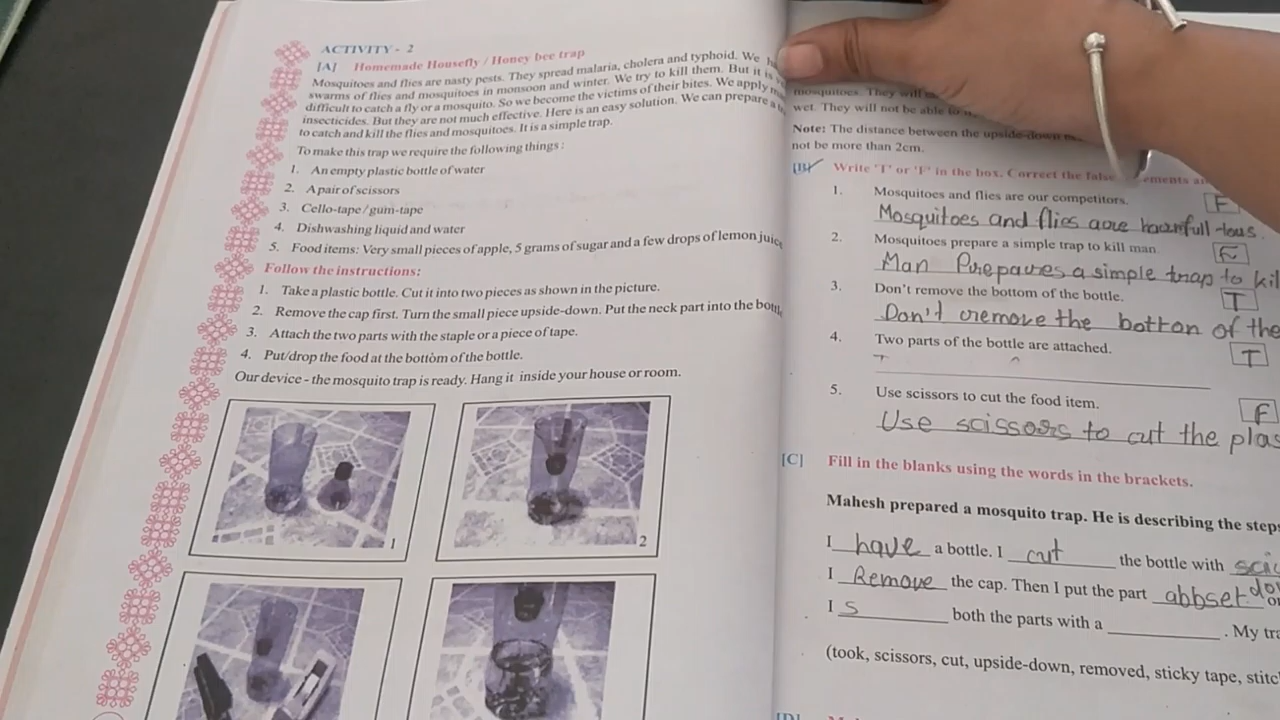 ACTIVITY - 2
[A] Homemade Housefly / Honey bee trap
Mosquitoes and flies are nasty pests. They spread malaria, cholera and typhoid. We
swarms of flies and mosquitoes in monsoon and winter. We try to kill them. But it is
difficult to catch a fly or a mosquito. So we become the victims of their bites. We apply
insecticides. But they are not much effective. Here is an easy solution. We can prepare a
to catch and kill the flies and mosquitoes. It is a simple trap.
To make this trap we require the following things :
1. An empty plastic bottle of water
2. A pair of scissors
3. Cello-tape / gum-tape
4. Dishwashing liquid and water
5. Food items: Very small pieces of apple, 5 grams of sugar and a few drops of lemon juice
Follow the instructions:
1. Take a plastic bottle. Cut it into two pieces as shown in the picture.
2. Remove the cap first. Turn the small piece upside-down. Put the neck part into the
3. Attach the two parts with the staple or a piece of tape.
4. Put/drop the food at the bottom of the bottle.
Our device - the mosquito trap is ready. Hang it inside your house or room.
1
2
mosquitoes. They will
wet. They will not be able to
Note: The distance between the upside-down
not be more than 2cm.
[B] Write 'T' or 'F' in the box. Correct the false
1. Mosquitoes and flies are our competitors. F
Mosquitoes and flies are
2. Mosquitoes prepare a simple trap to kill man. F
Man Prepares a simple trap to kil
3. Don't remove the bottom of the bottle. T
Don't remove the botton of the
4. Two parts of the bottle are attached. T
5. Use scissors to cut the food item. F
Use scissors to cut the plas
[C] Fill in the blanks using the words in the brackets.
Mahesh prepared a mosquito trap. He is describing the steps
I have a bottle. I cut the bottle with
I Remove the cap. Then I put the part abbset
I s both the parts with a . My
(took, scissors, cut, upside-down, removed, sticky tape,